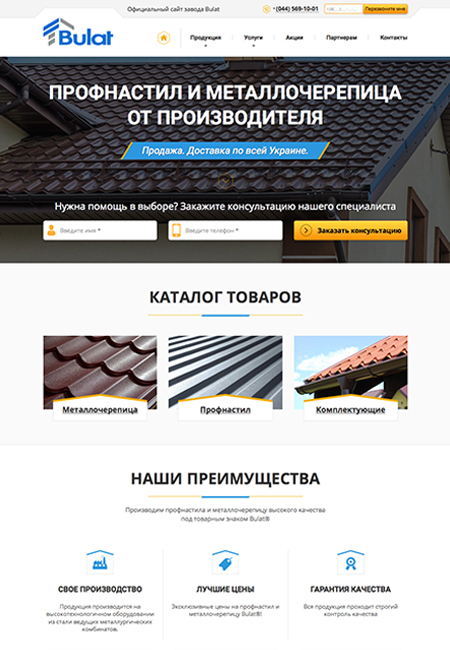 Официальный сайт завода Bulat
(044) 569-10-01
Перезвоните мне
Bulat
Продукция
Услуги
Акции
Партнерам
Контакты
ПРОФНАСТИЛ И МЕТАЛЛОЧЕРЕПИЦА
ОТ ПРОИЗВОДИТЕЛЯ
Продажа. Доставка по всей Украине.
Нужна помощь в выборе? Закажите консультацию нашего специалиста
Введите имя *
Введите телефон *
Заказать консультацию
КАТАЛОГ ТОВАРОВ
Металлочерепица
Профнастил
Комплектующие
НАШИ ПРЕИМУЩЕСТВА
Производим профнастила и металлочерепицу высокого качества
под товарным знаком Bulat®
СВОЕ ПРОИЗВОДСТВО
Продукция производится на
высокотехнологичном оборудовании
из стали ведущих металлургических
комбинатов.
ЛУЧШИЕ ЦЕНЫ
Эксклюзивные цены на профнастил и
металлочерепицу Bulat®!
ГАРАНТИЯ КАЧЕСТВА
Вся продукция проходит строгий
контроль качества